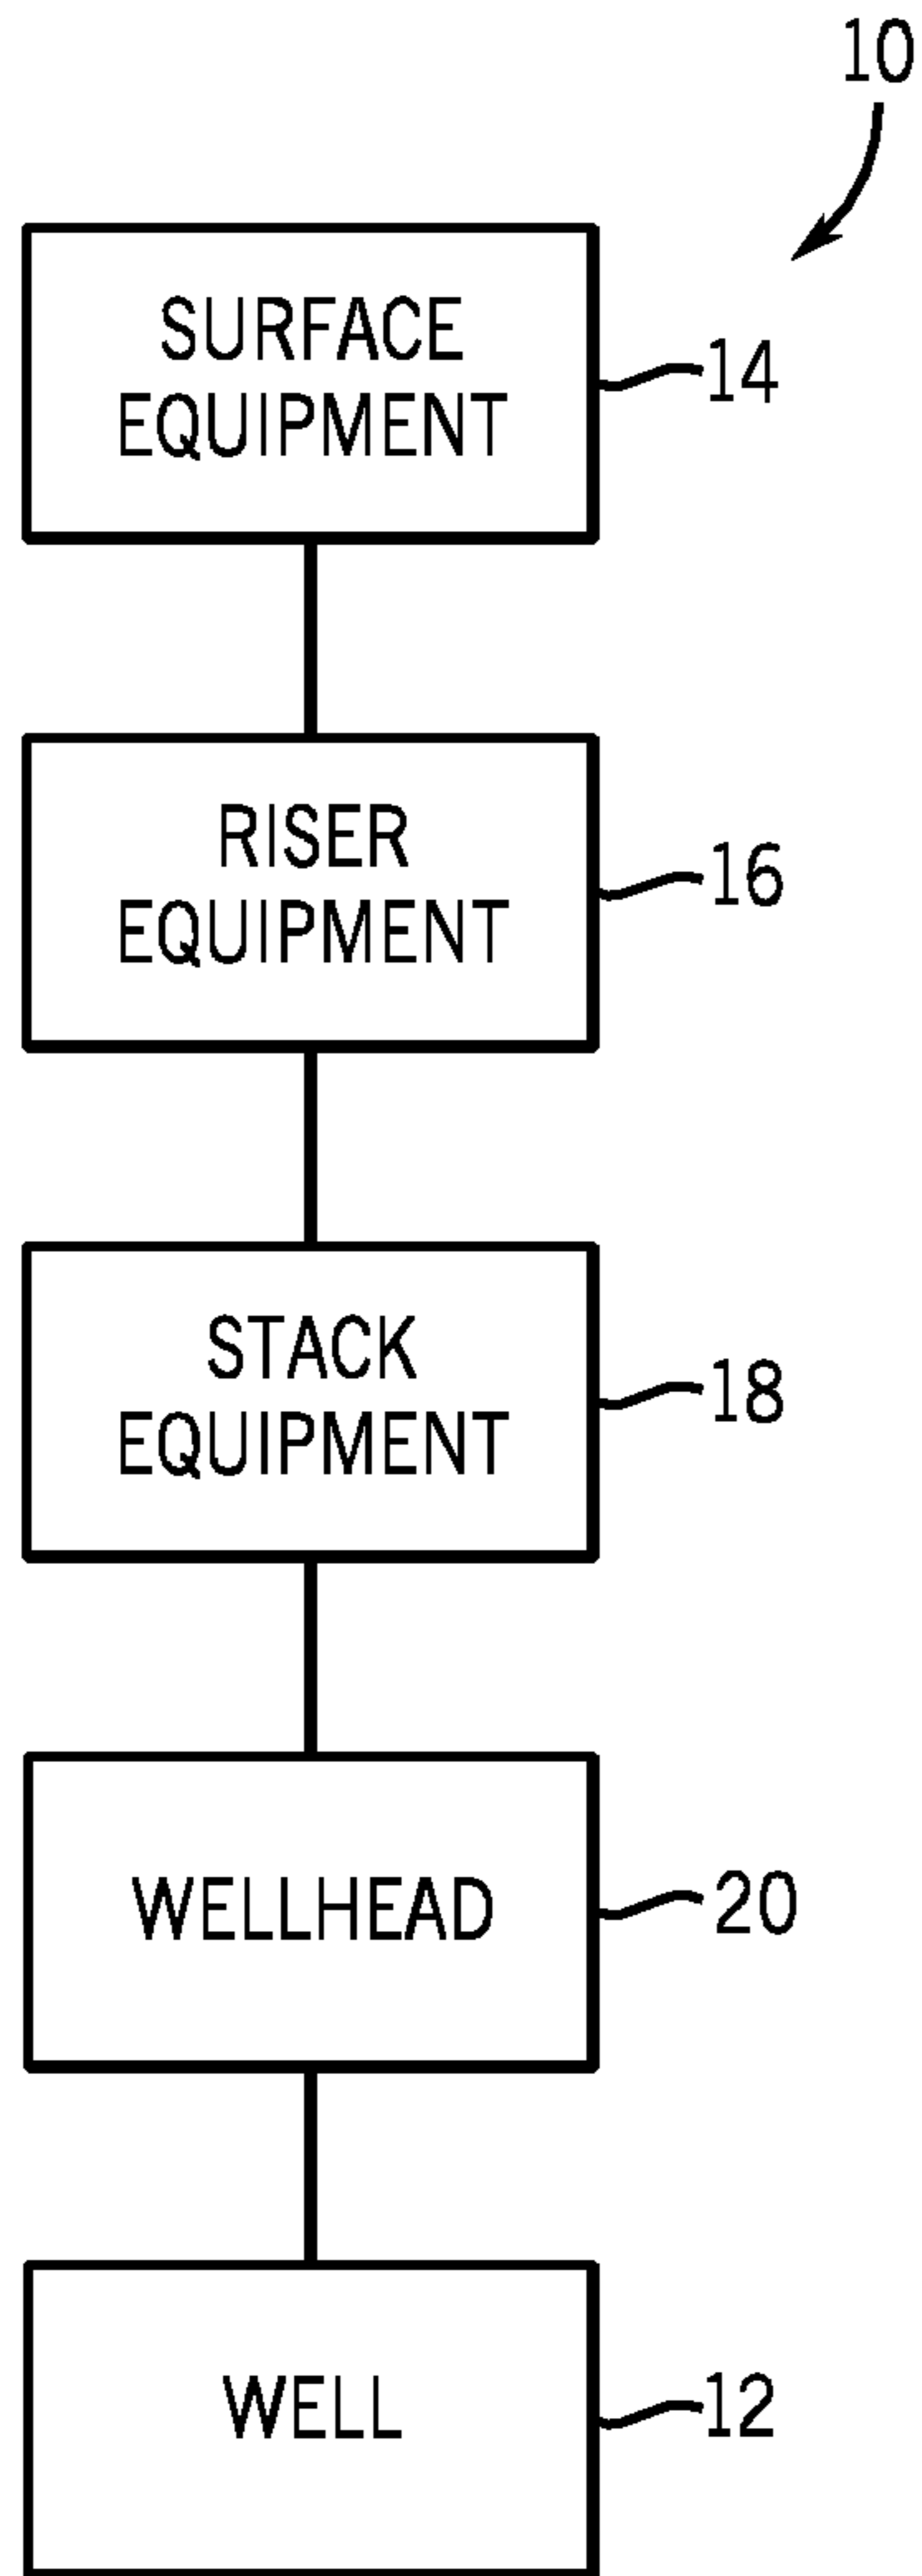 10
SURFACE
EQUIPMENT
14
RISER
EQUIPMENT
16
STACK
EQUIPMENT
18
WELLHEAD
20
WELL
12